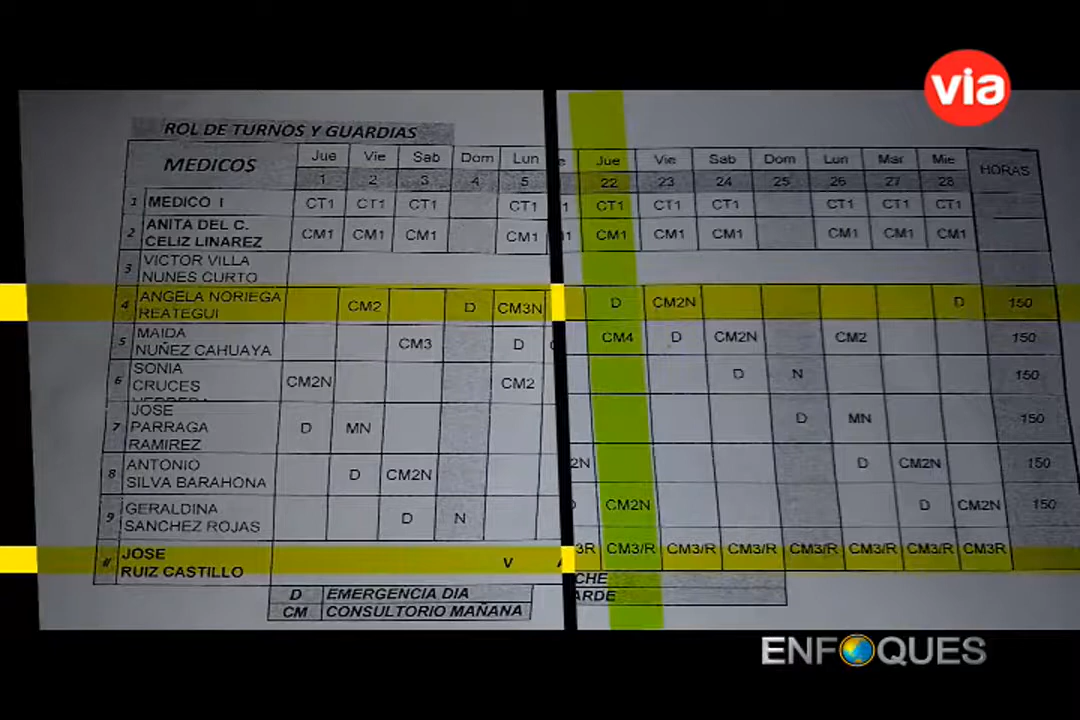 via
ROL DE TURNOS Y GUARDIAS
MEDICOS Jue Vie Sab Dom Lun Jue Vie Sab Dom Lun Mar Mie HORAS
1 2 3 4 5 22 23 24 25 26 27 28
1 MEDICO I CT1 CT1 CT1 CT1 CT1 CT1 CT1 CT1 CT1 CT1
2 ANITA DEL C.
CELIZ LINAREZ CM1 CM1 CM1 CM1 CM1 CM1 CM1 CM1 CM1 CM1
3 VICTOR VILLA
NUNES CURTO
4 ANGELA NORIEGA
REATEGUI CM2 D CM3N D CM2N D 150
5 MAIDA
NUÑEZ CAHUAYA CM3 D CM4 D CM2N CM2 150
6 SONIA
CRUCES CM2N CM2 D N 150
7 JOSE
PARRAGA
RAMIREZ D MN D MN 150
8 ANTONIO
SILVA BARAHONA D CM2N 2N D CM2N 150
9 GERALDINA
SANCHEZ ROJAS D N CM2N D CM2N 150
JOSE
RUIZ CASTILLO V 3R CM3/R CM3/R CM3/R CM3/R CM3/R CM3/R CM3R
D EMERGENCIA DIA CHE
CM CONSULTORIO MAÑANA ARDE
ENFOQUES